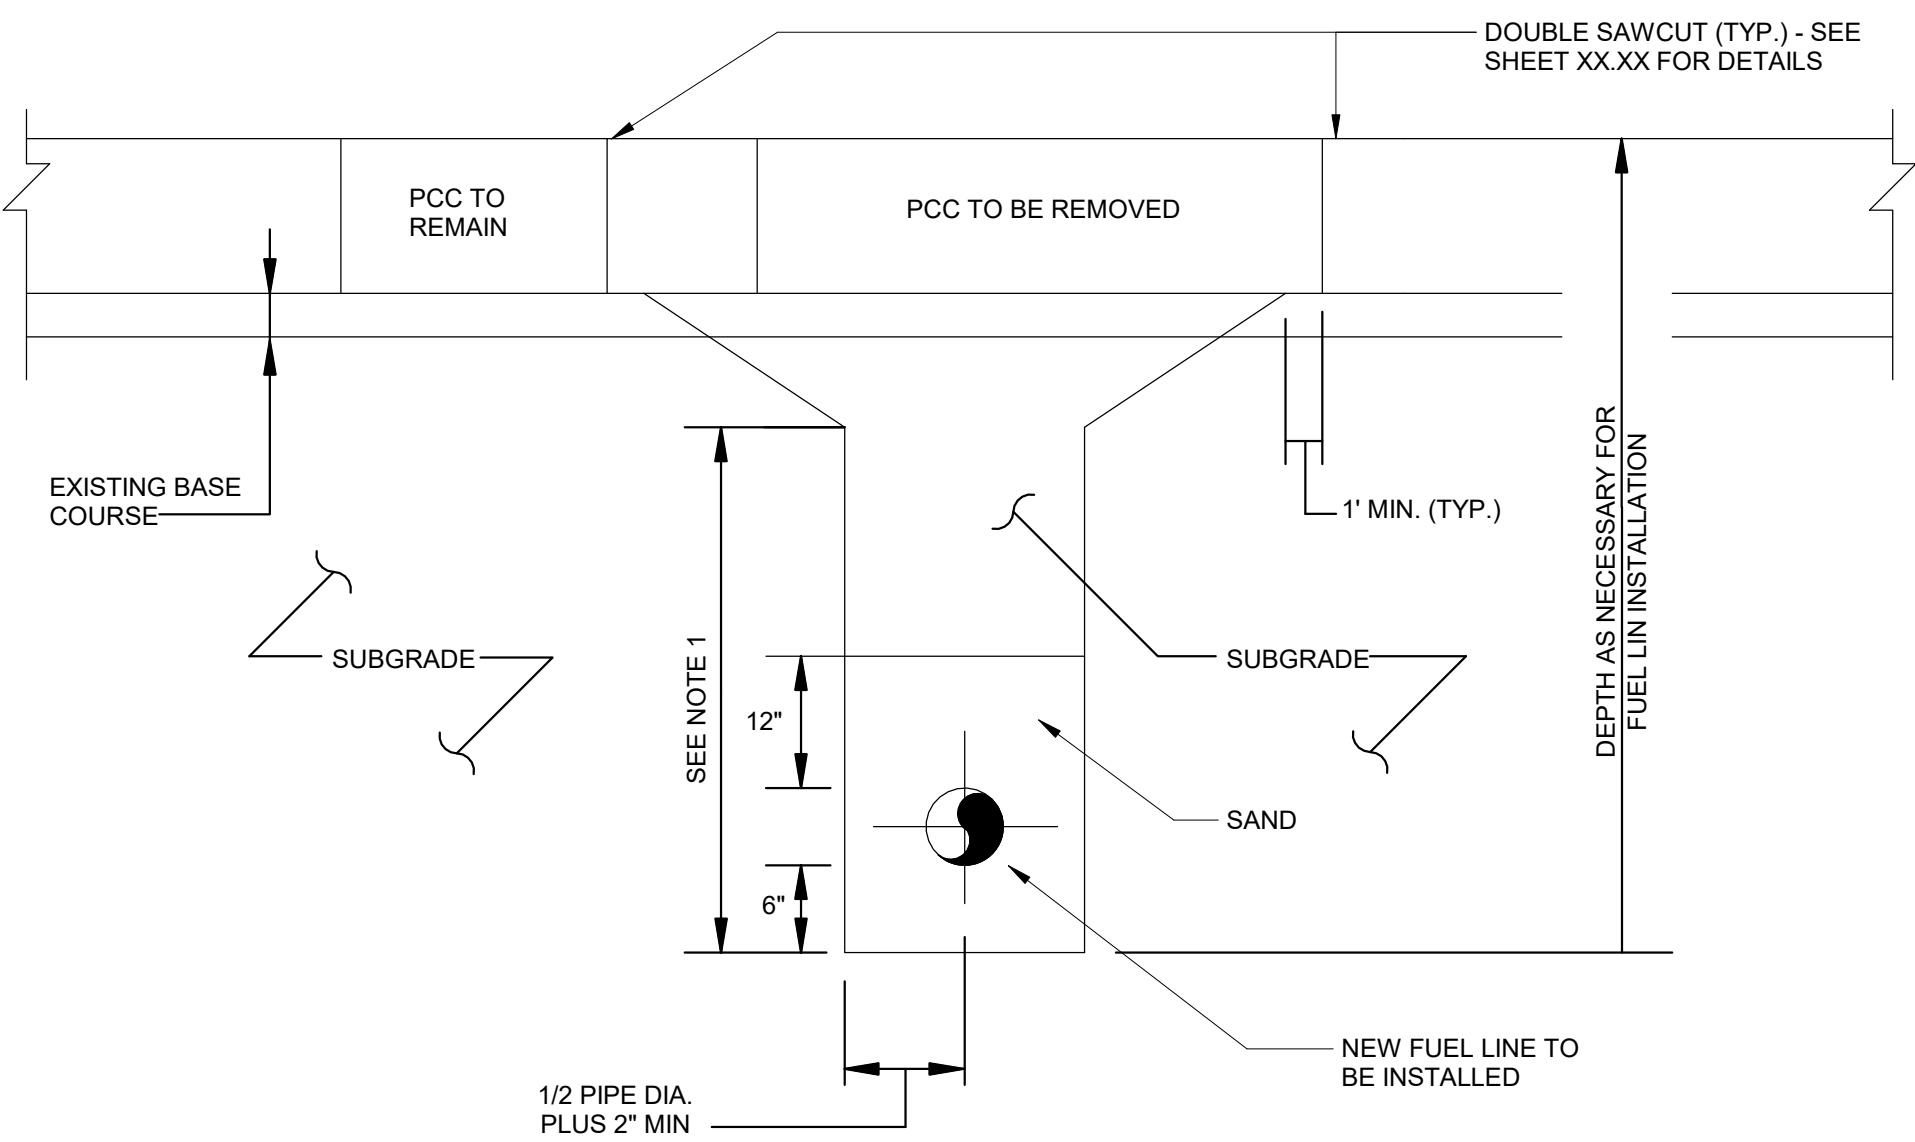 DOUBLE SAWCUT (TYP.) - SEE
SHEET XX.XX FOR DETAILS
PCC TO
REMAIN
PCC TO BE REMOVED
EXISTING BASE
COURSE
1' MIN. (TYP.)
DEPTH AS NECESSARY FOR
FUEL LIN INSTALLATION
SUBGRADE
SEE NOTE 1
SUBGRADE
12"
SAND
6"
NEW FUEL LINE TO
BE INSTALLED
1/2 PIPE DIA.
PLUS 2" MIN